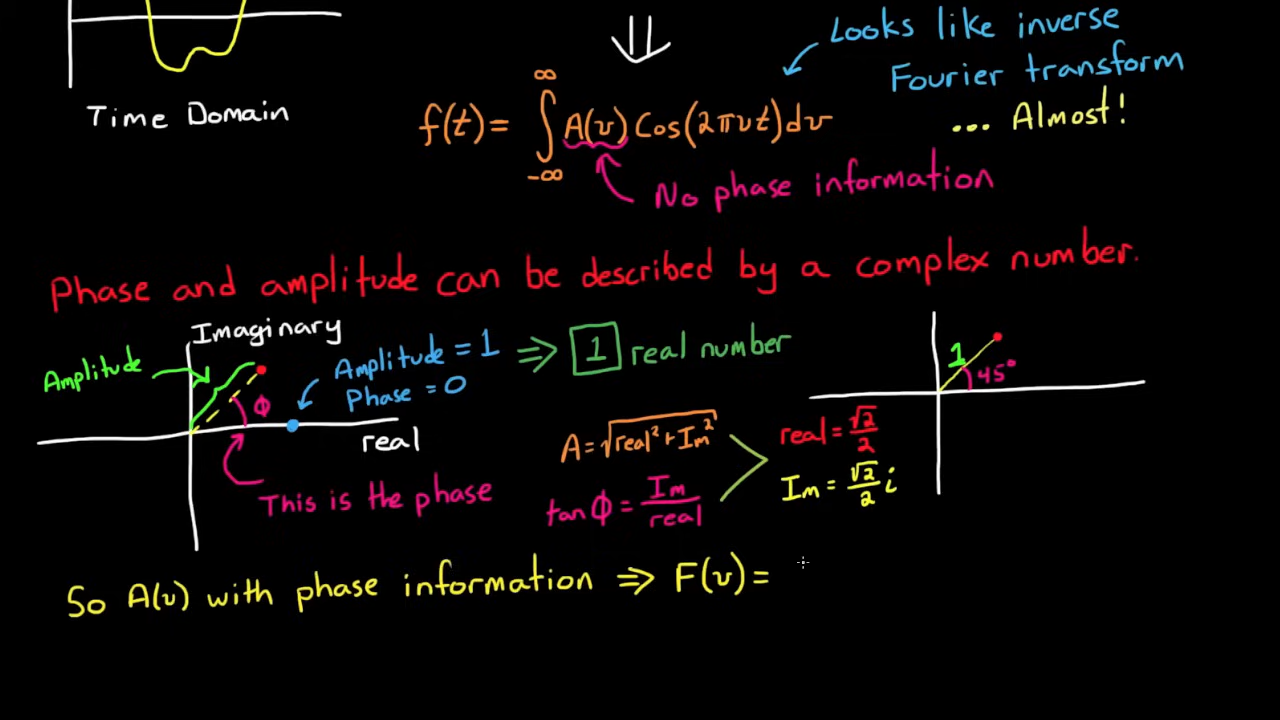 Looks like inverse
Fourier transform
... Almost!
Time Domain
f(t)= ∫_{-∞}^{∞} A(ν) Cos(2πνt)dν
No phase information
Phase and amplitude can be described by a complex number.
Imaginary
Amplitude
Amplitude = 1
Phase = 0
⇒ 1 real number
ϕ
real
This is the phase
A = √(real² + Im²)
tan ϕ = Im/real
real = √2/2
Im = √2/2 i
1
45°
So A(ν) with phase information ⇒ F(ν) =